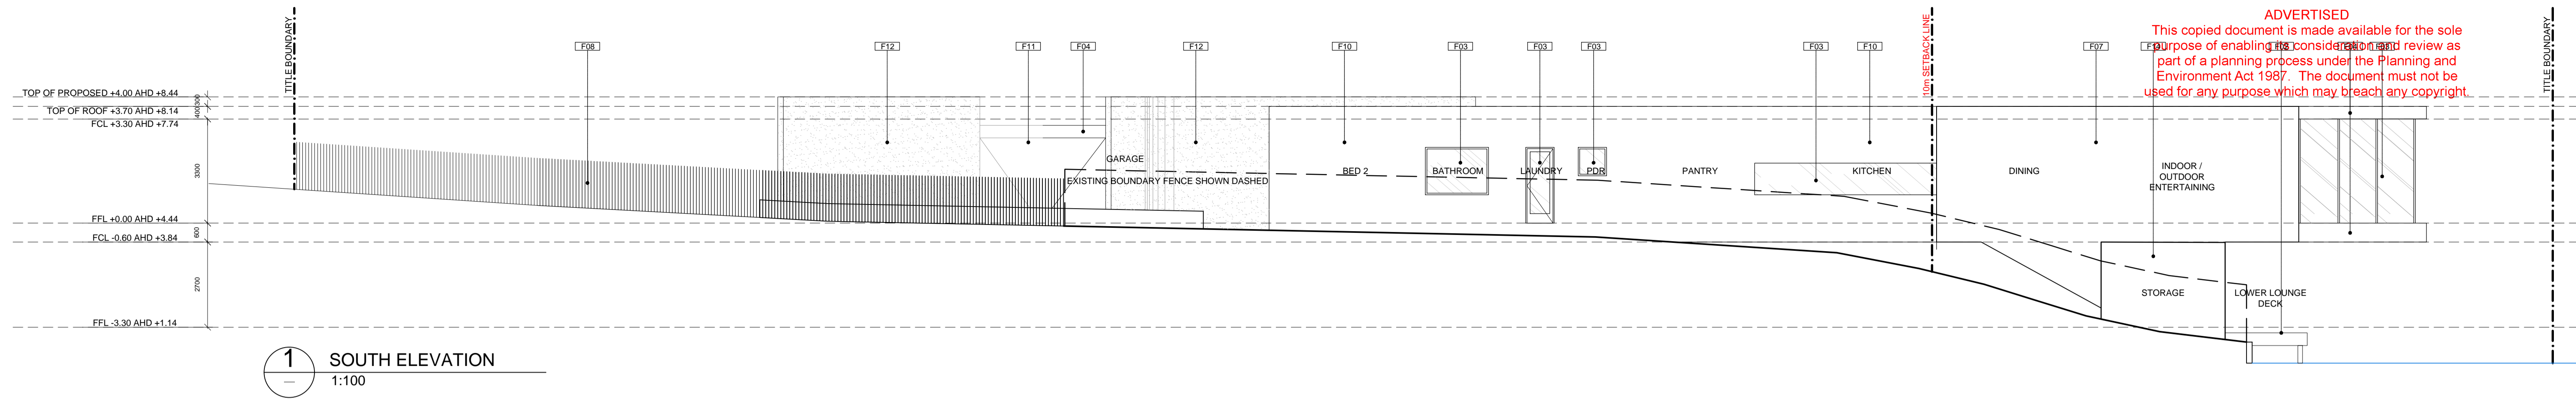 ADVERTISED
This copied document is made available for the sole
purpose of enabling its consideration and review as
part of a planning process under the Planning and
Environment Act 1987. The document must not be
used for any purpose which may breach any copyright.
TITLE BOUNDARY
10m SETBACK LINE
TITLE BOUNDARY
F08
F12
F11
F04
F12
F10
F03
F03
F03
F03
F10
F07
TOP OF PROPOSED +4.00 AHD +8.44
TOP OF ROOF +3.70 AHD +8.14
FCL +3.30 AHD +7.74
FFL +0.00 AHD +4.44
FCL -0.60 AHD +3.84
FFL -3.30 AHD +1.14
300
400
3300
600
2700
GARAGE
EXISTING BOUNDARY FENCE SHOWN DASHED
BED 2
BATHROOM
LAUNDRY
PDR
PANTRY
KITCHEN
DINING
INDOOR /
OUTDOOR
ENTERTAINING
STORAGE
LOWER LOUNGE
DECK
1
SOUTH ELEVATION
1:100